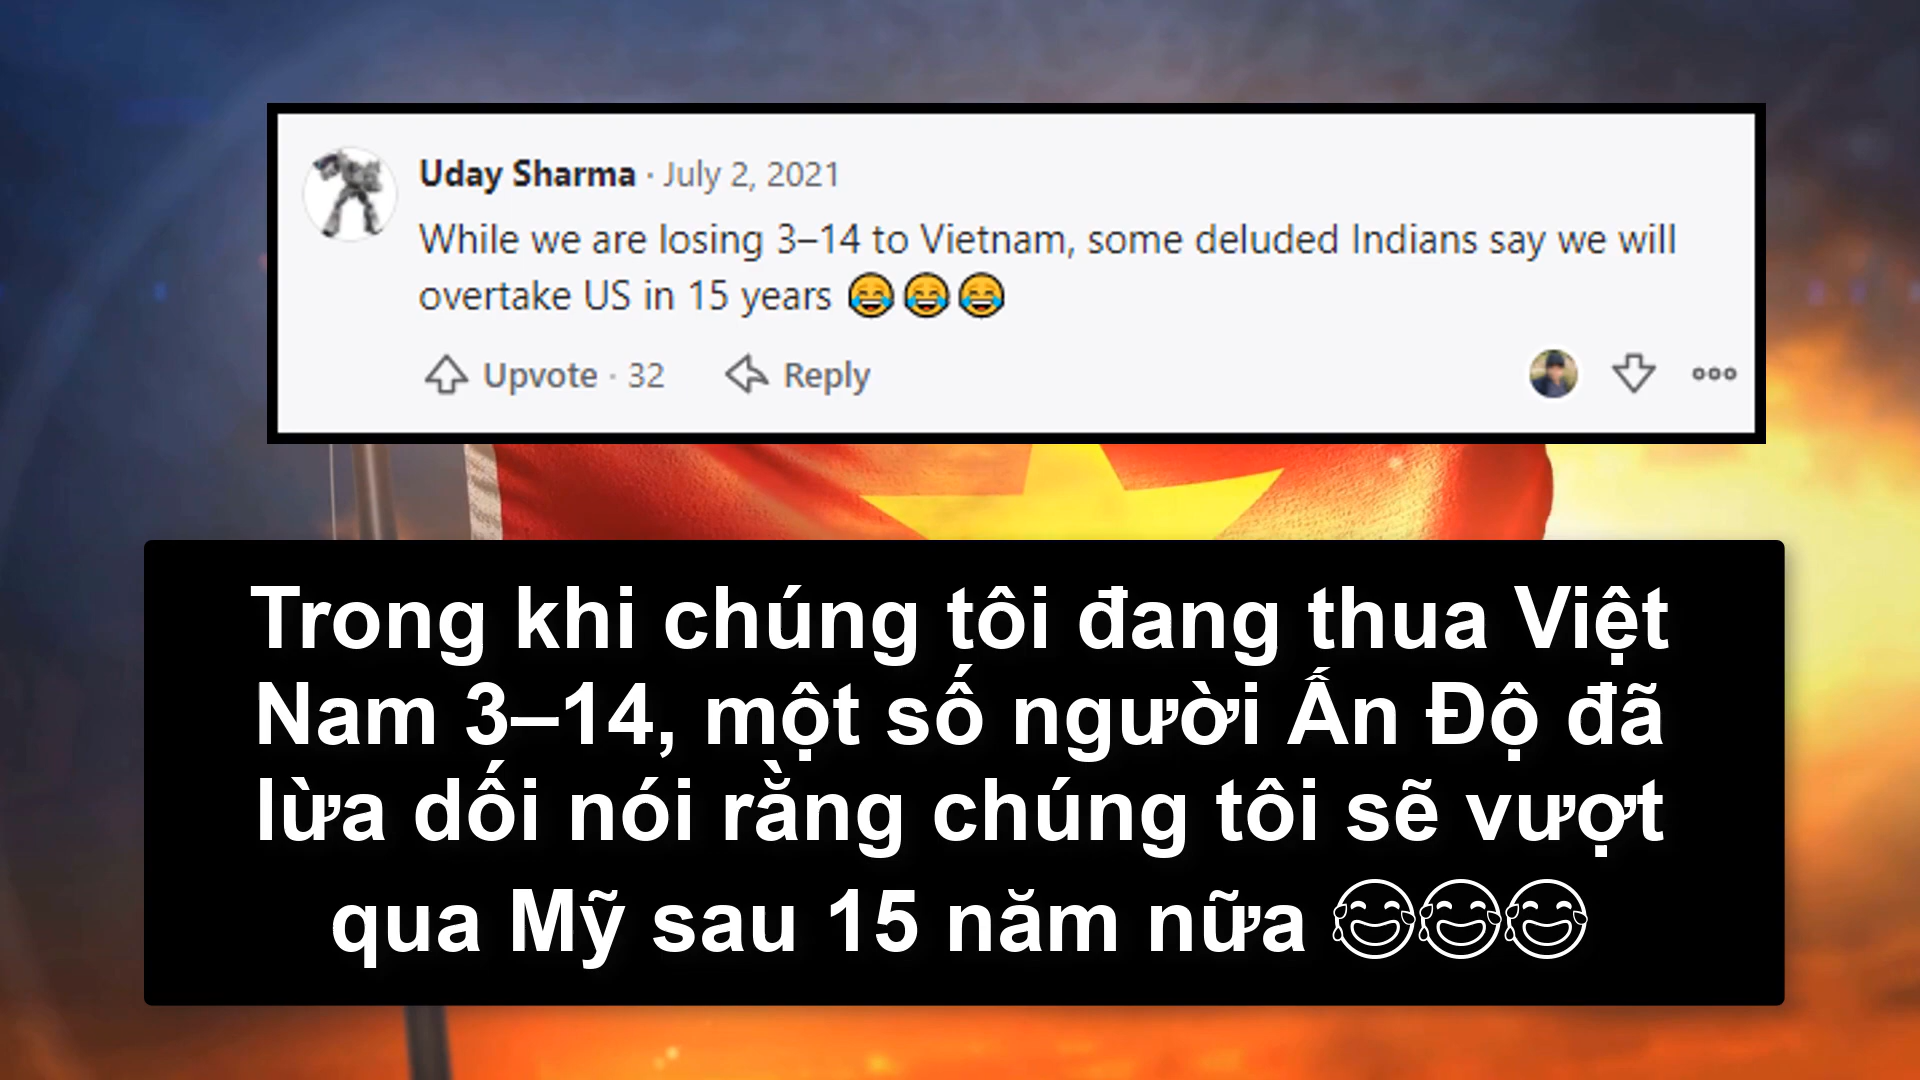 Uday Sharma · July 2, 2021
While we are losing 3–14 to Vietnam, some deluded Indians say we will
overtake US in 15 years 😂😂😂
Upvote · 32 Reply
Trong khi chúng tôi đang thua Việt
Nam 3–14, một số người Ấn Độ đã
lừa dối nói rằng chúng tôi sẽ vượt
qua Mỹ sau 15 năm nữa 😂😂😂